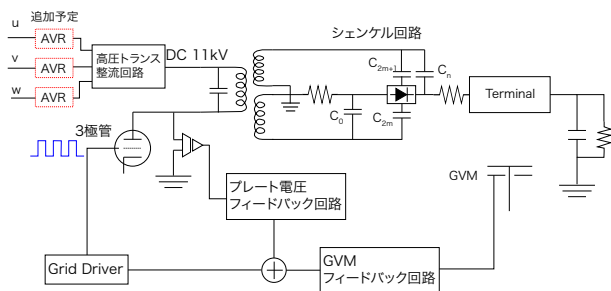 追加予定
u
AVR
v
AVR
w
AVR
高圧トランス
整流回路
DC 11kV
シェンケル回路
C2m+1
Cn
C0
C2m
Terminal
3極管
プレート電圧
フィードバック回路
GVM
Grid Driver
GVM
フィードバック回路